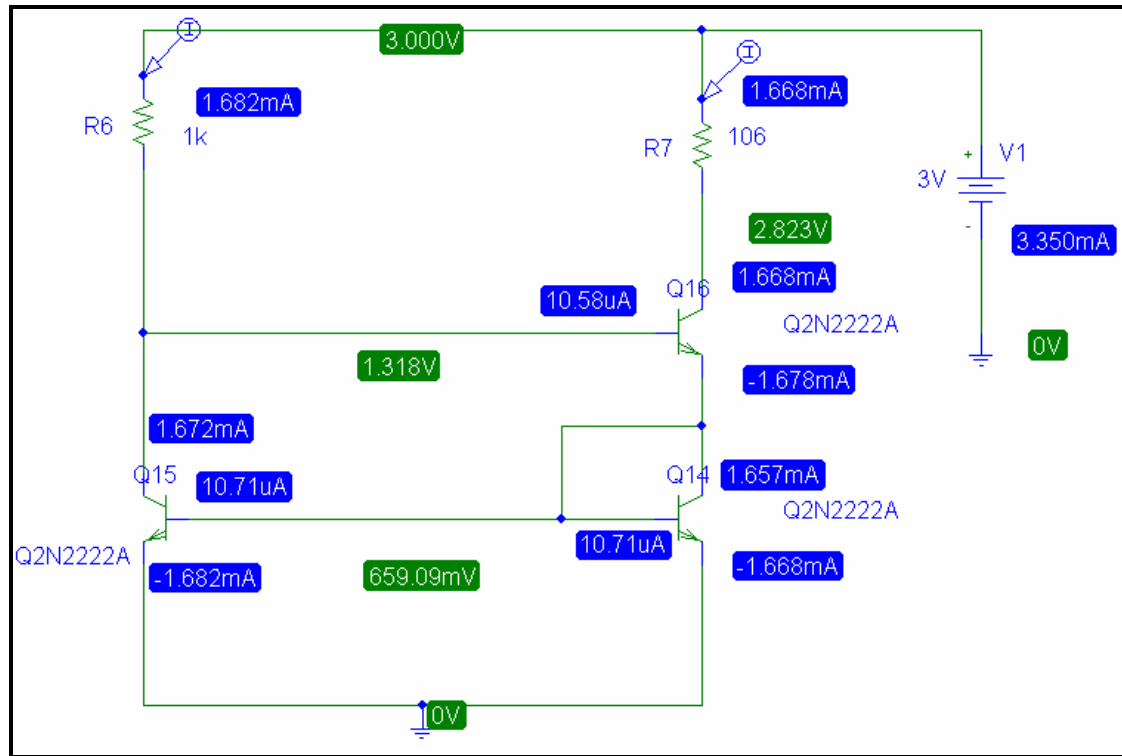 I
3.000V
I
1.682mA
1.668mA
R6
1k
R7
106
+
V1
3V
-
2.823V
3.350mA
10.58uA
Q16
1.668mA
Q2N2222A
0V
1.318V
-1.678mA
1.672mA
Q15
10.71uA
Q14
1.657mA
Q2N2222A
Q2N2222A
10.71uA
-1.682mA
659.09mV
-1.668mA
0V